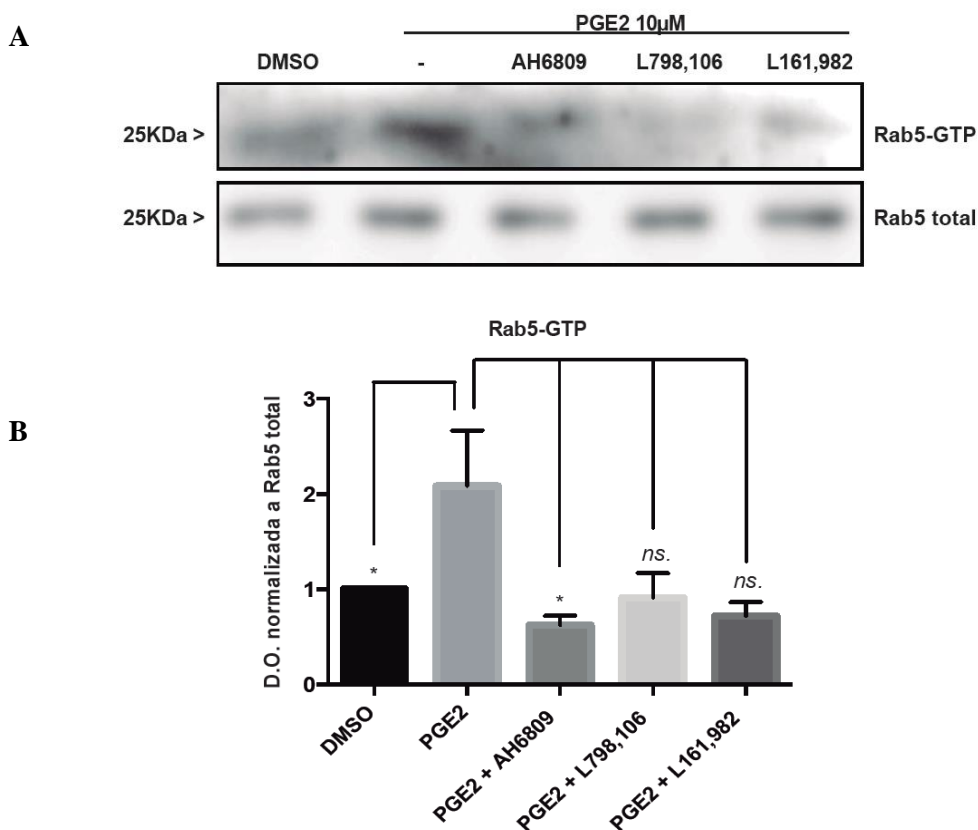 A
PGE2 10µM
DMSO - AH6809 L798,106 L161,982
25KDa > Rab5-GTP
25KDa > Rab5 total
B
Rab5-GTP
D.O. normalizada a Rab5 total
3
2
1
0
*
*
ns.
ns.
DMSO
PGE2
PGE2 + AH6809
PGE2 + L798,106
PGE2 + L161,982